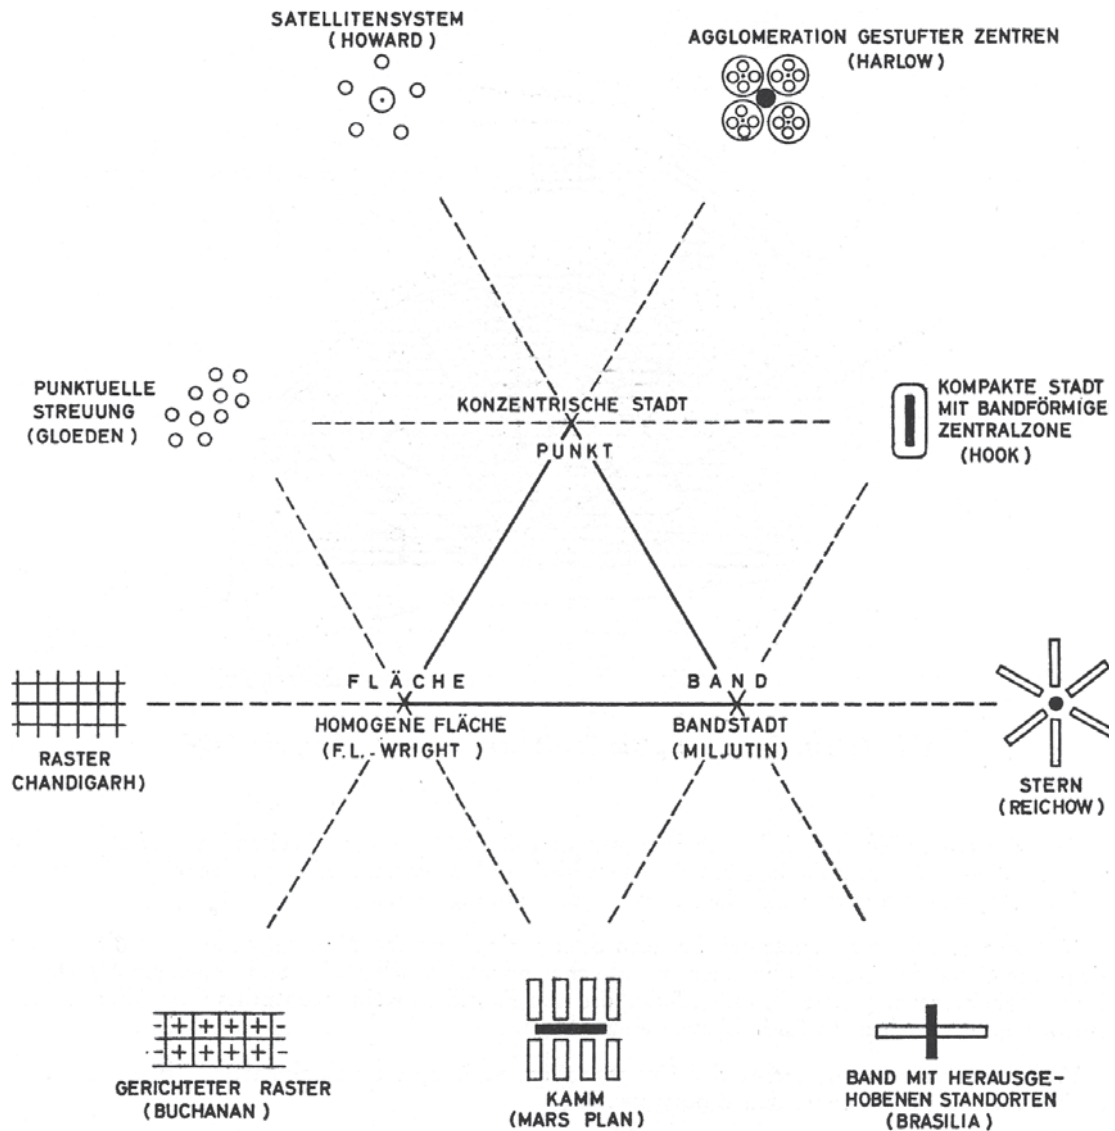 SATELLITENSYSTEM
(HOWARD)
AGGLOMERATION GESTUFTER ZENTREN
(HARLOW)
PUNKTUELLE
STREUUNG
(GLOEDEN)
KONZENTRISCHE STADT
PUNKT
KOMPAKTE STADT
MIT BANDFÖRMIGE
ZENTRALZONE
(HOOK)
FLÄCHE
HOMOGENE FLÄCHE
(F.L. WRIGHT)
BAND
BANDSTADT
(MILJUTIN)
RASTER
CHANDIGARH)
STERN
(REICHOW)
GERICHTETER RASTER
(BUCHANAN)
KAMM
(MARS PLAN)
BAND MIT HERAUSGE-
HOBENEN STANDORTEN
(BRASILIA)